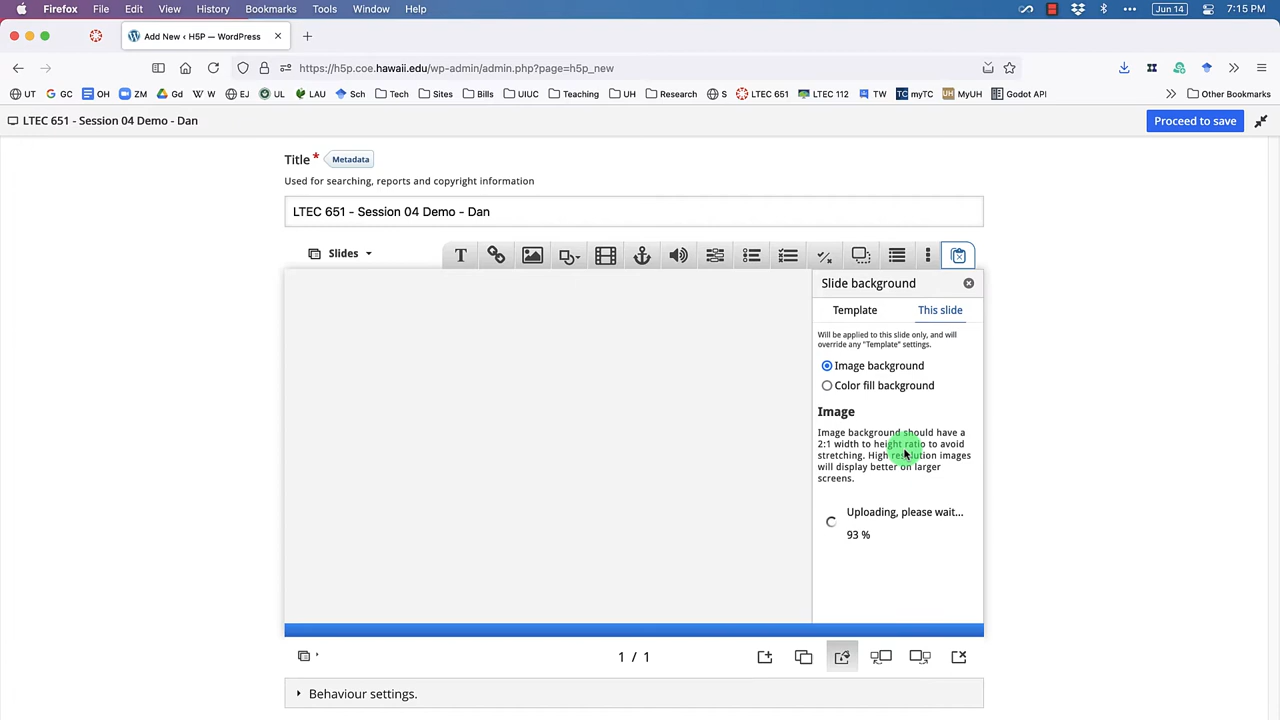 Firefox File Edit View History Bookmarks Tools Window Help Jun 14 7:15 PM
Add New ‹ H5P — WordPress
https://h5p.coe.hawaii.edu/wp-admin/admin.php?page=h5p_new
UT GC OH ZM Gd W EJ UL LAU Sch Tech Sites Bills UIUC Teaching UH Research S LTEC 651 LTEC 112 TW myTC MyUH Godot API Other Bookmarks
LTEC 651 - Session 04 Demo - Dan Proceed to save
Title * Metadata
Used for searching, reports and copyright information
LTEC 651 - Session 04 Demo - Dan
Slides T
Slide background
Template This slide
Will be applied to this slide only, and will
override any "Template" settings.
Image background
Color fill background
Image
Image background should have a
2:1 width to height ratio to avoid
stretching. High resolution images
will display better on larger
screens.
Uploading, please wait...
93 %
1 / 1
Behaviour settings.